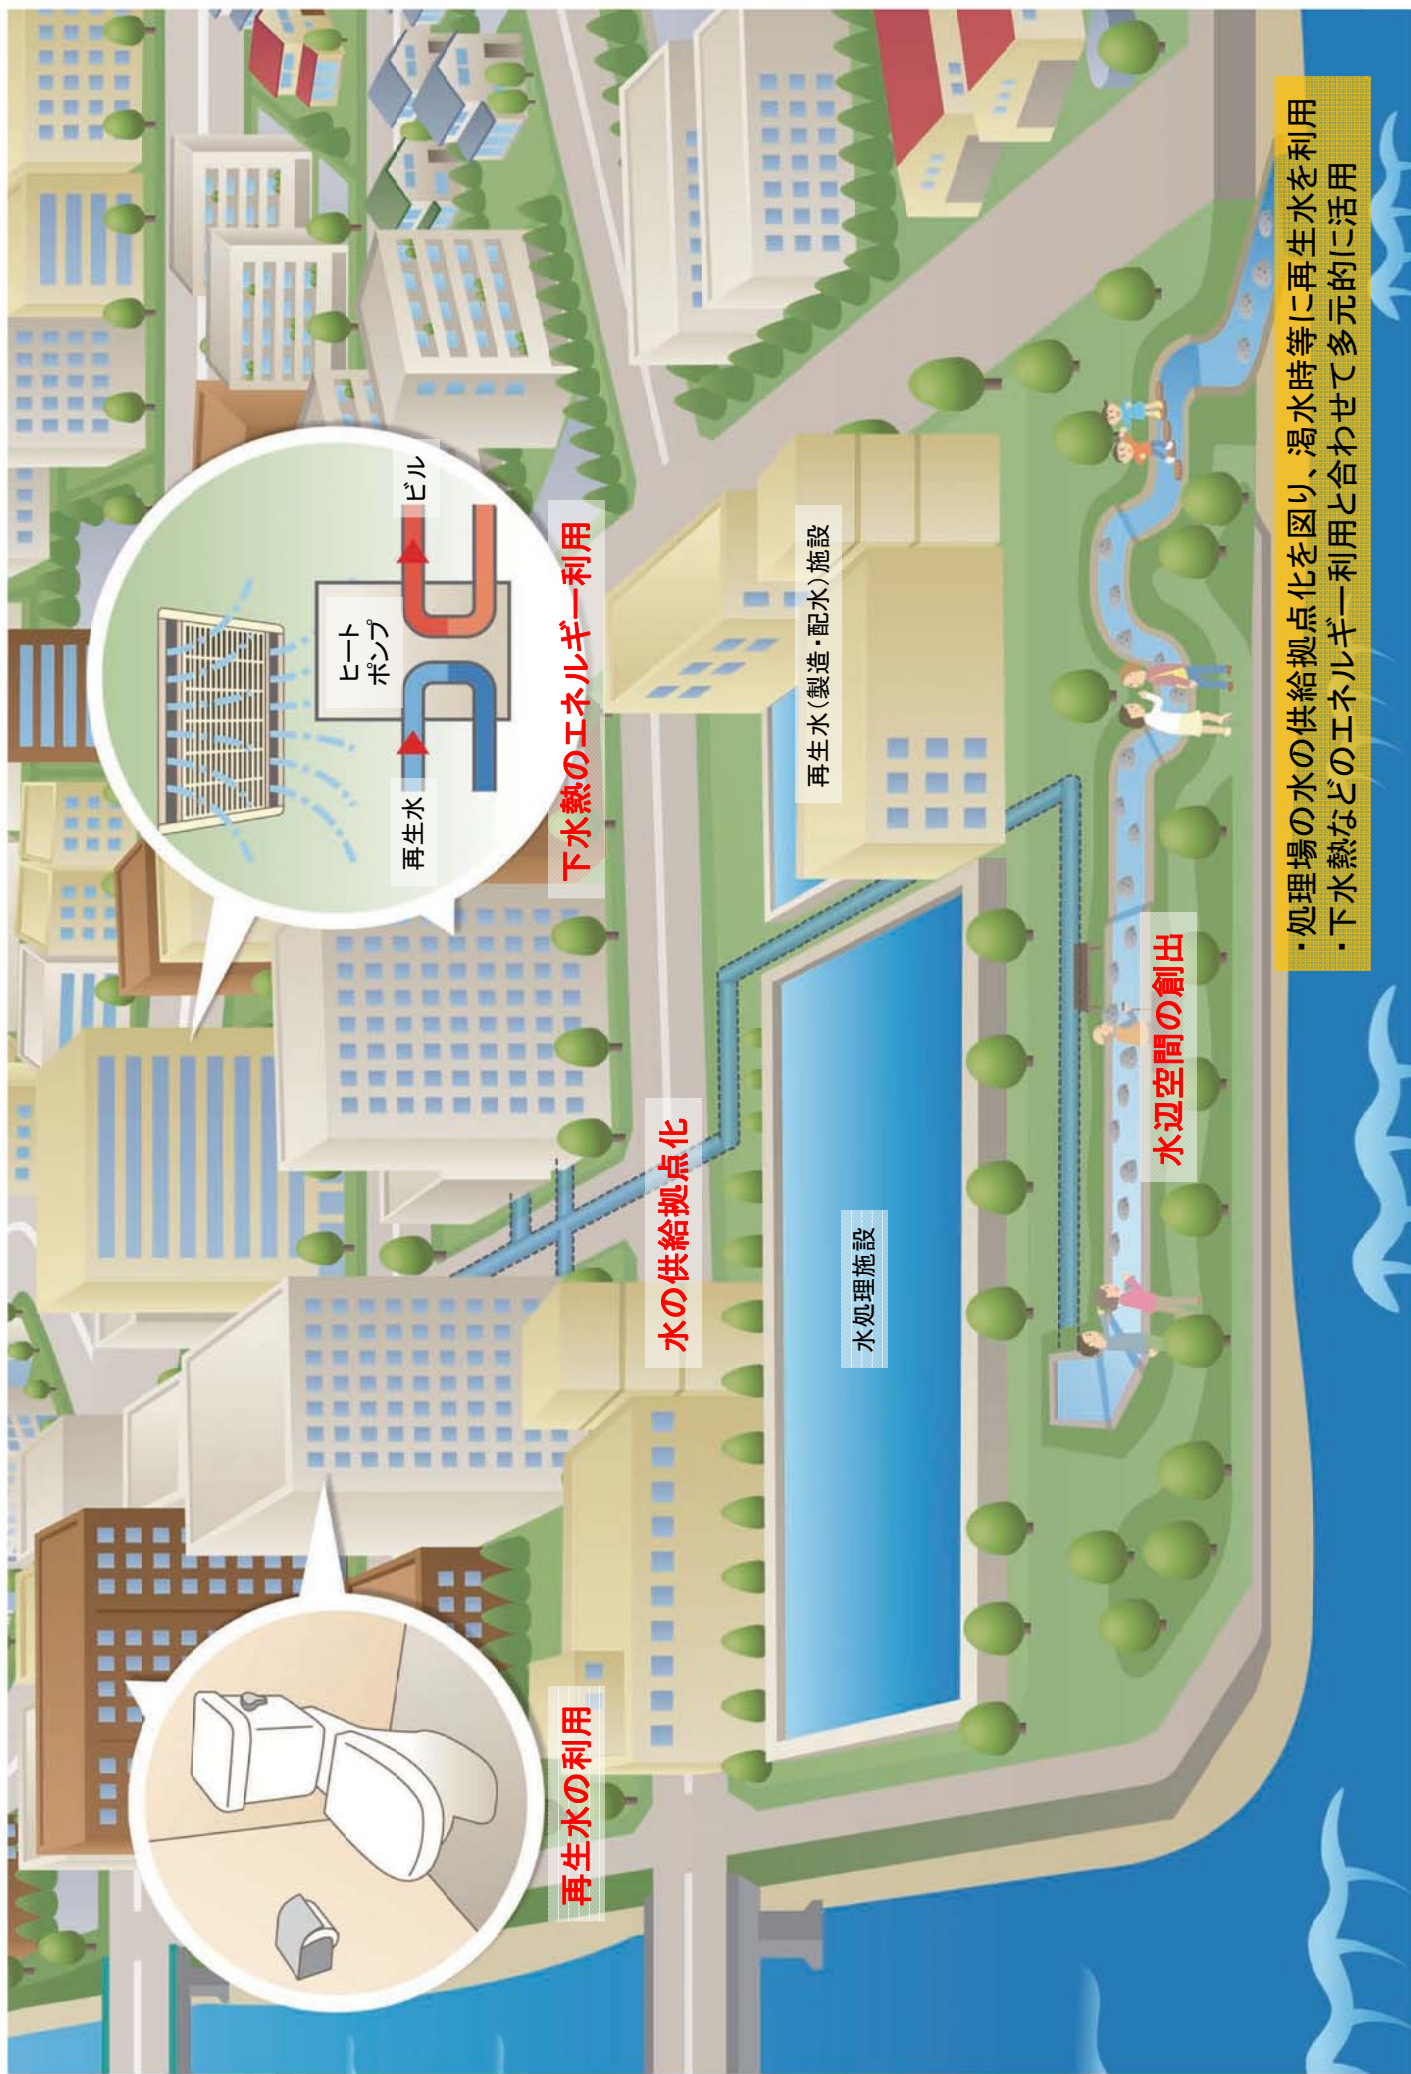 再生水の利用
下水熱のエネルギー利用
再生水
ヒート
ポンプ
ビル
水の供給拠点化
水処理施設
再生水(製造・配水)施設
水辺空間の創出
・処理場の水の供給拠点化を図り、渇水時等に再生水を利用
・下水熱などのエネルギー利用と合わせて多元的に活用